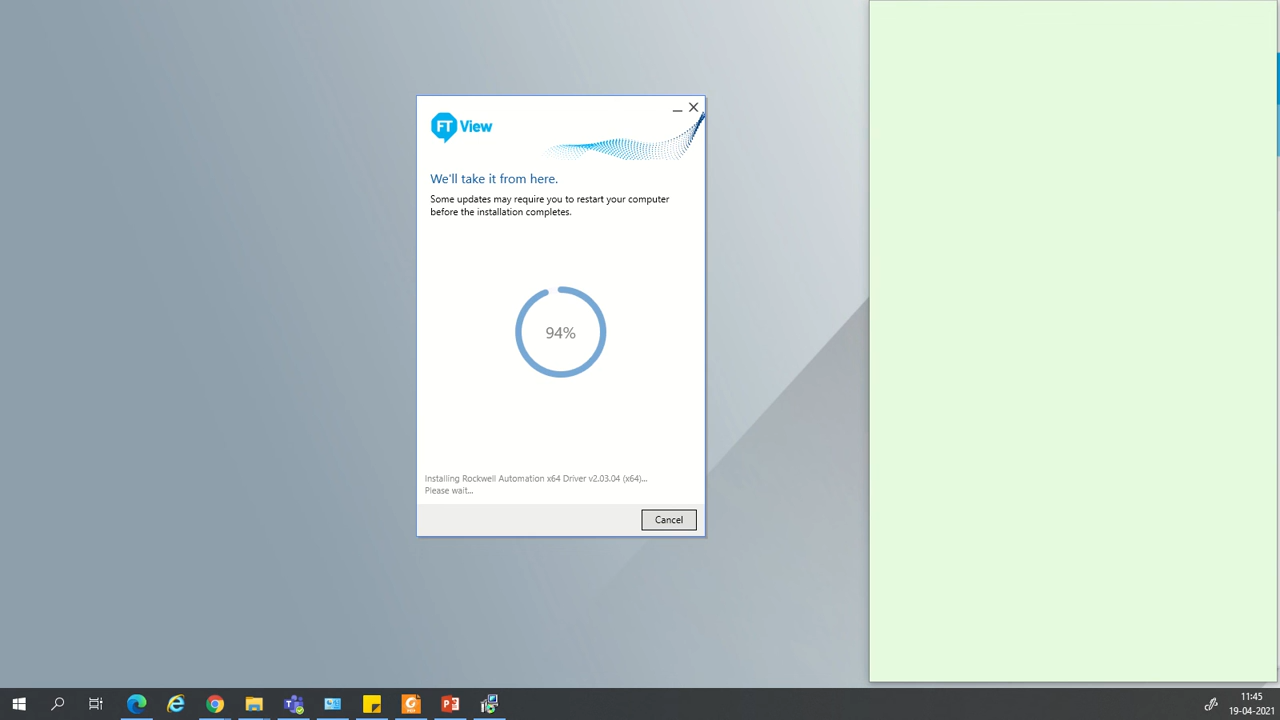 FT View
We'll take it from here.
Some updates may require you to restart your computer
before the installation completes.
94%
Installing Rockwell Automation x64 Driver v2.03.04 (x64)...
Please wait...
Cancel
11:45
19-04-2021